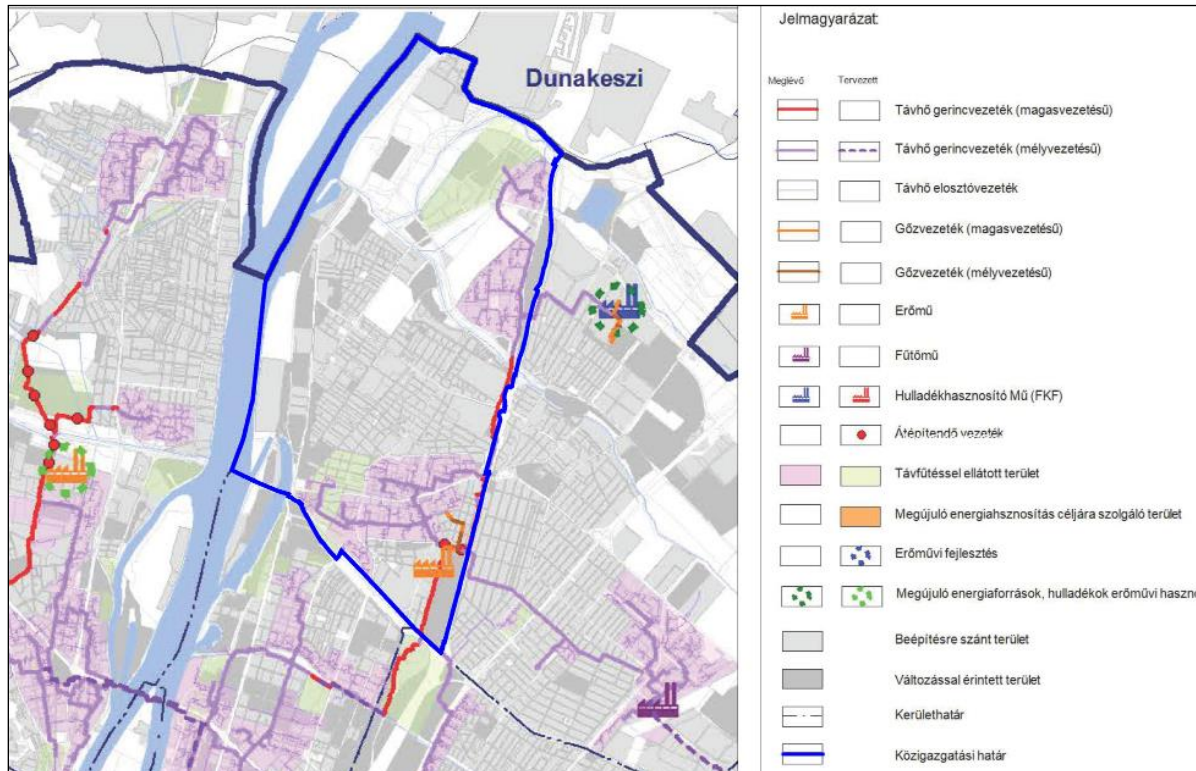 Dunakeszi
Jelmagyarázat:
Meglévő Tervezett
Távhő gerincvezeték (magasvezetésű)
Távhő gerincvezeték (mélyvezetésű)
Távhő elosztóvezeték
Gőzvezeték (magasvezetésű)
Gőzvezeték (mélyvezetésű)
Erőmű
Fűtőmű
Hulladékhasznosító Mű (FKF)
Átépítendő vezeték
Távfűtéssel ellátott terület
Megújuló energiahsznosítás céljára szolgáló terület
Erőművi fejlesztés
Megújuló energiaforrások, hulladékok erőművi haszno
Beépítésre szánt terület
Változással érintett terület
Kerülethatár
Közigazgatási határ